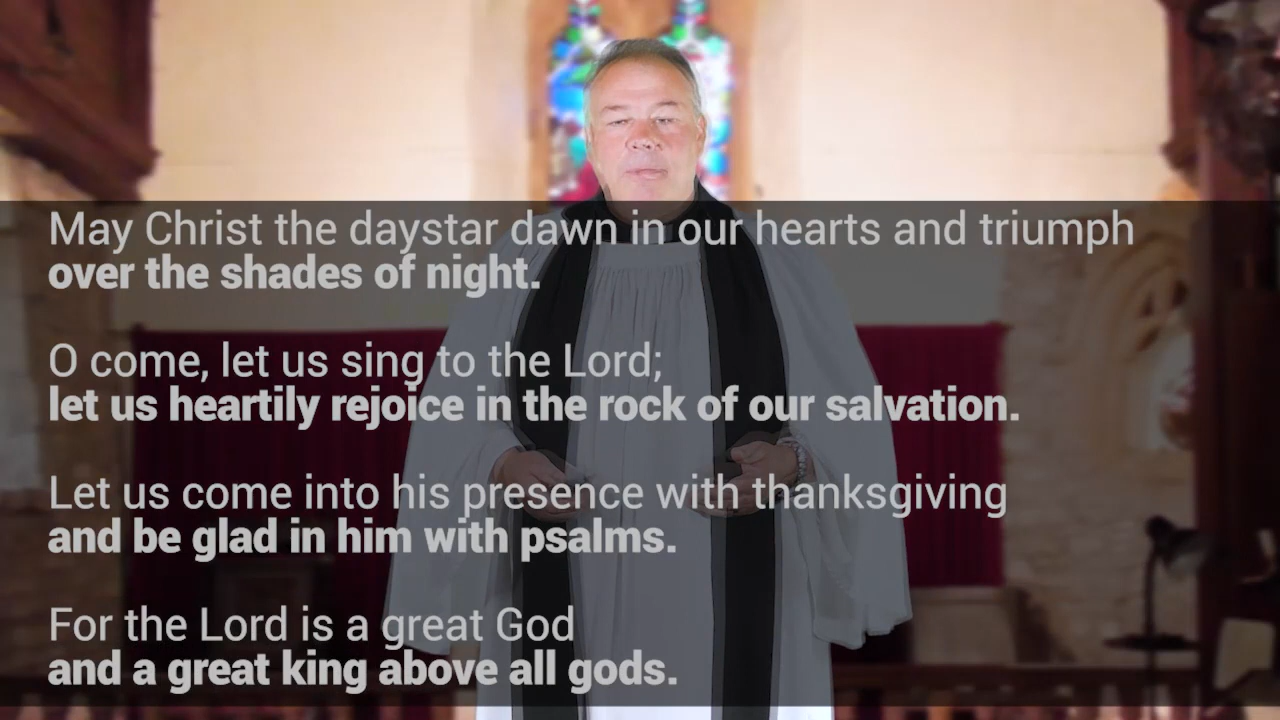 May Christ the daystar dawn in our hearts and triumph
over the shades of night.
O come, let us sing to the Lord;
let us heartily rejoice in the rock of our salvation.
Let us come into his presence with thanksgiving
and be glad in him with psalms.
For the Lord is a great God
and a great king above all gods.